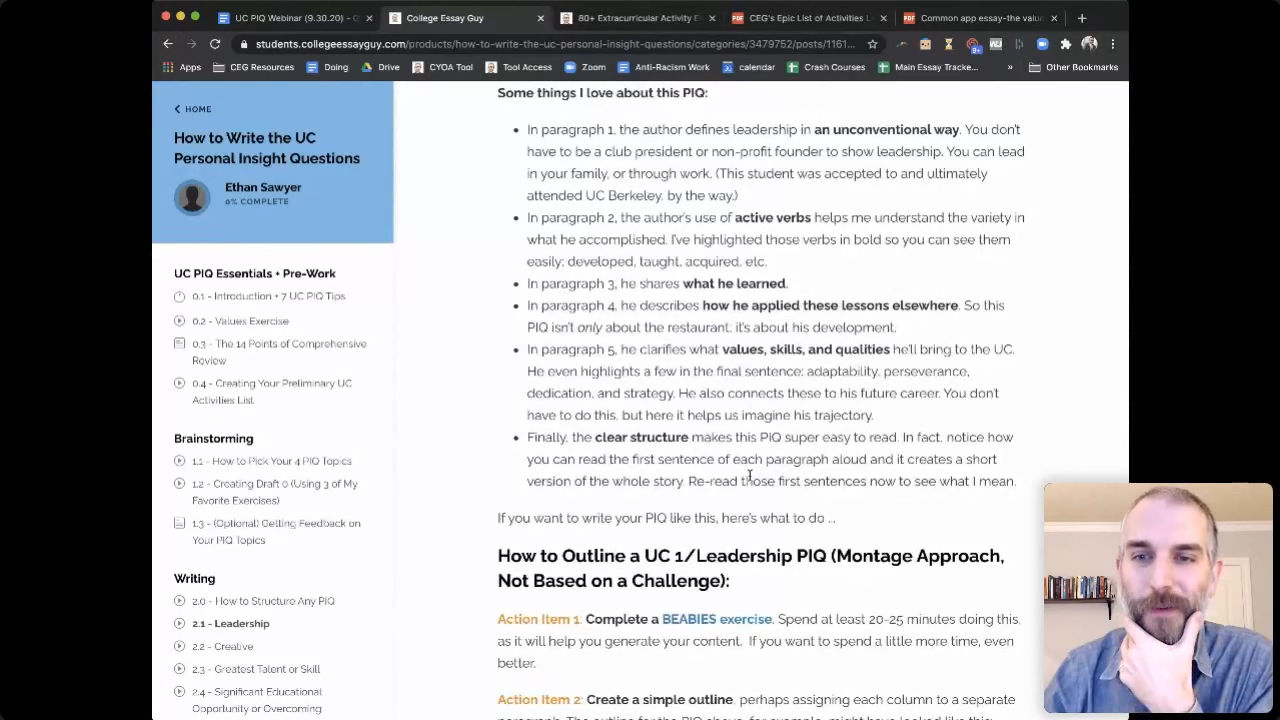 UC PIQ Webinar (9.30.20) -
College Essay Guy
80+ Extracurricular Activity E
CEG's Epic List of Activities L
Common app essay-the value
students.collegeessayguy.com/products/how-to-write-the-uc-personal-insight-questions/categories/3479752/posts/1161...
Apps
CEG Resources
Doing
Drive
CYOA Tool
Tool Access
Zoom
Anti-Racism Work
calendar
Crash Courses
Main Essay Tracke...
»
Other Bookmarks
HOME
How to Write the UC
Personal Insight Questions
Ethan Sawyer
0% COMPLETE
UC PIQ Essentials + Pre-Work
0.1 - Introduction + 7 UC PIQ Tips
0.2 - Values Exercise
0.3 - The 14 Points of Comprehensive
Review
0.4 - Creating Your Preliminary UC
Activities List
Brainstorming
1.1 - How to Pick Your 4 PIQ Topics
1.2 - Creating Draft 0 (Using 3 of My
Favorite Exercises)
1.3 - (Optional) Getting Feedback on
Your PIQ Topics
Writing
2.0 - How to Structure Any PIQ
2.1 - Leadership
2.2 - Creative
2.3 - Greatest Talent or Skill
2.4 - Significant Educational
Opportunity or Overcoming
Some things I love about this PIQ:
• In paragraph 1, the author defines leadership in an unconventional way. You don't
have to be a club president or non-profit founder to show leadership. You can lead
in your family, or through work. (This student was accepted to and ultimately
attended UC Berkeley, by the way.)
• In paragraph 2, the author's use of active verbs helps me understand the variety in
what he accomplished. I've highlighted those verbs in bold so you can see them
easily: developed, taught, acquired, etc.
• In paragraph 3, he shares what he learned.
• In paragraph 4, he describes how he applied these lessons elsewhere. So this
PIQ isn't only about the restaurant, it's about his development.
• In paragraph 5, he clarifies what values, skills, and qualities he'll bring to the UC.
He even highlights a few in the final sentence: adaptability, perseverance,
dedication, and strategy. He also connects these to his future career. You don't
have to do this, but here it helps us imagine his trajectory.
• Finally, the clear structure makes this PIQ super easy to read. In fact, notice how
you can read the first sentence of each paragraph aloud and it creates a short
version of the whole story. Re-read those first sentences now to see what I mean.
If you want to write your PIQ like this, here's what to do ...
How to Outline a UC 1/Leadership PIQ (Montage Approach,
Not Based on a Challenge):
Action Item 1: Complete a BEABIES exercise. Spend at least 20-25 minutes doing this,
as it will help you generate your content. If you want to spend a little more time, even
better.
Action Item 2: Create a simple outline, perhaps assigning each column to a separate
paragraph. The outline for the PIQ above, for example, might have looked like this: